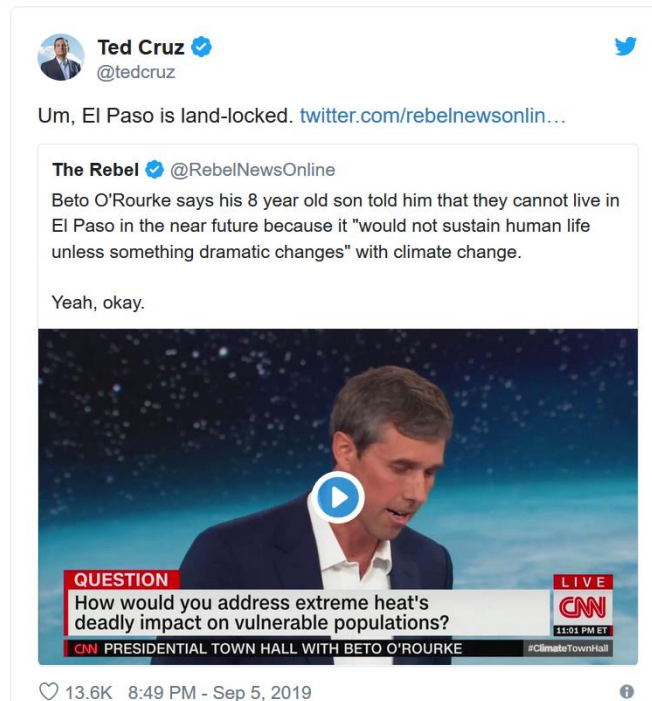 Ted Cruz
@tedcruz
Um, El Paso is land-locked. twitter.com/rebelnewsonlin…
The Rebel @RebelNewsOnline
Beto O'Rourke says his 8 year old son told him that they cannot live in
El Paso in the near future because it "would not sustain human life
unless something dramatic changes" with climate change.
Yeah, okay.
QUESTION
How would you address extreme heat's
deadly impact on vulnerable populations?
LIVE
CNN
11:01 PM ET
CNN PRESIDENTIAL TOWN HALL WITH BETO O'ROURKE
#ClimateTownHall
13.6K 8:49 PM - Sep 5, 2019